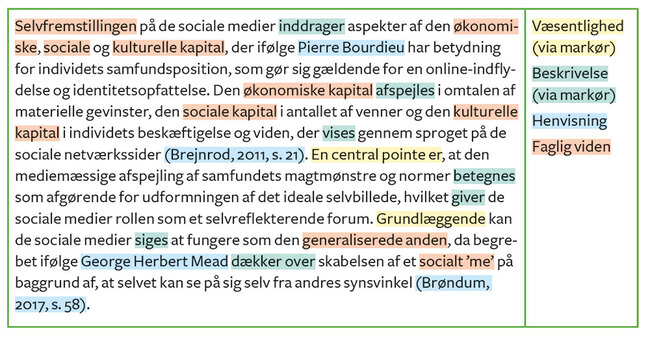 Selvfremstillingen på de sociale medier inddrager aspekter af den økonomi-
ske, sociale og kulturelle kapital, der ifølge Pierre Bourdieu har betydning
for individets samfundsposition, som gør sig gældende for en online-indfly-
delse og identitetsopfattelse. Den økonomiske kapital afspejles i omtalen af
materielle gevinster, den sociale kapital i antallet af venner og den kulturelle
kapital i individets beskæftigelse og viden, der vises gennem sproget på de
sociale netværkssider (Brejnrod, 2011, s. 21). En central pointe er, at den
mediemæssige afspejling af samfundets magtmønstre og normer betegnes
som afgørende for udformningen af det ideale selvbillede, hvilket giver de
sociale medier rollen som et selvreflekterende forum. Grundlæggende kan
de sociale medier siges at fungere som den generaliserede anden, da begre-
bet ifølge George Herbert Mead dækker over skabelsen af et socialt ’me’ på
baggrund af, at selvet kan se på sig selv fra andres synsvinkel (Brøndum,
2017, s. 58).
Væsentlighed
(via markør)
Beskrivelse
(via markør)
Henvisning
Faglig viden